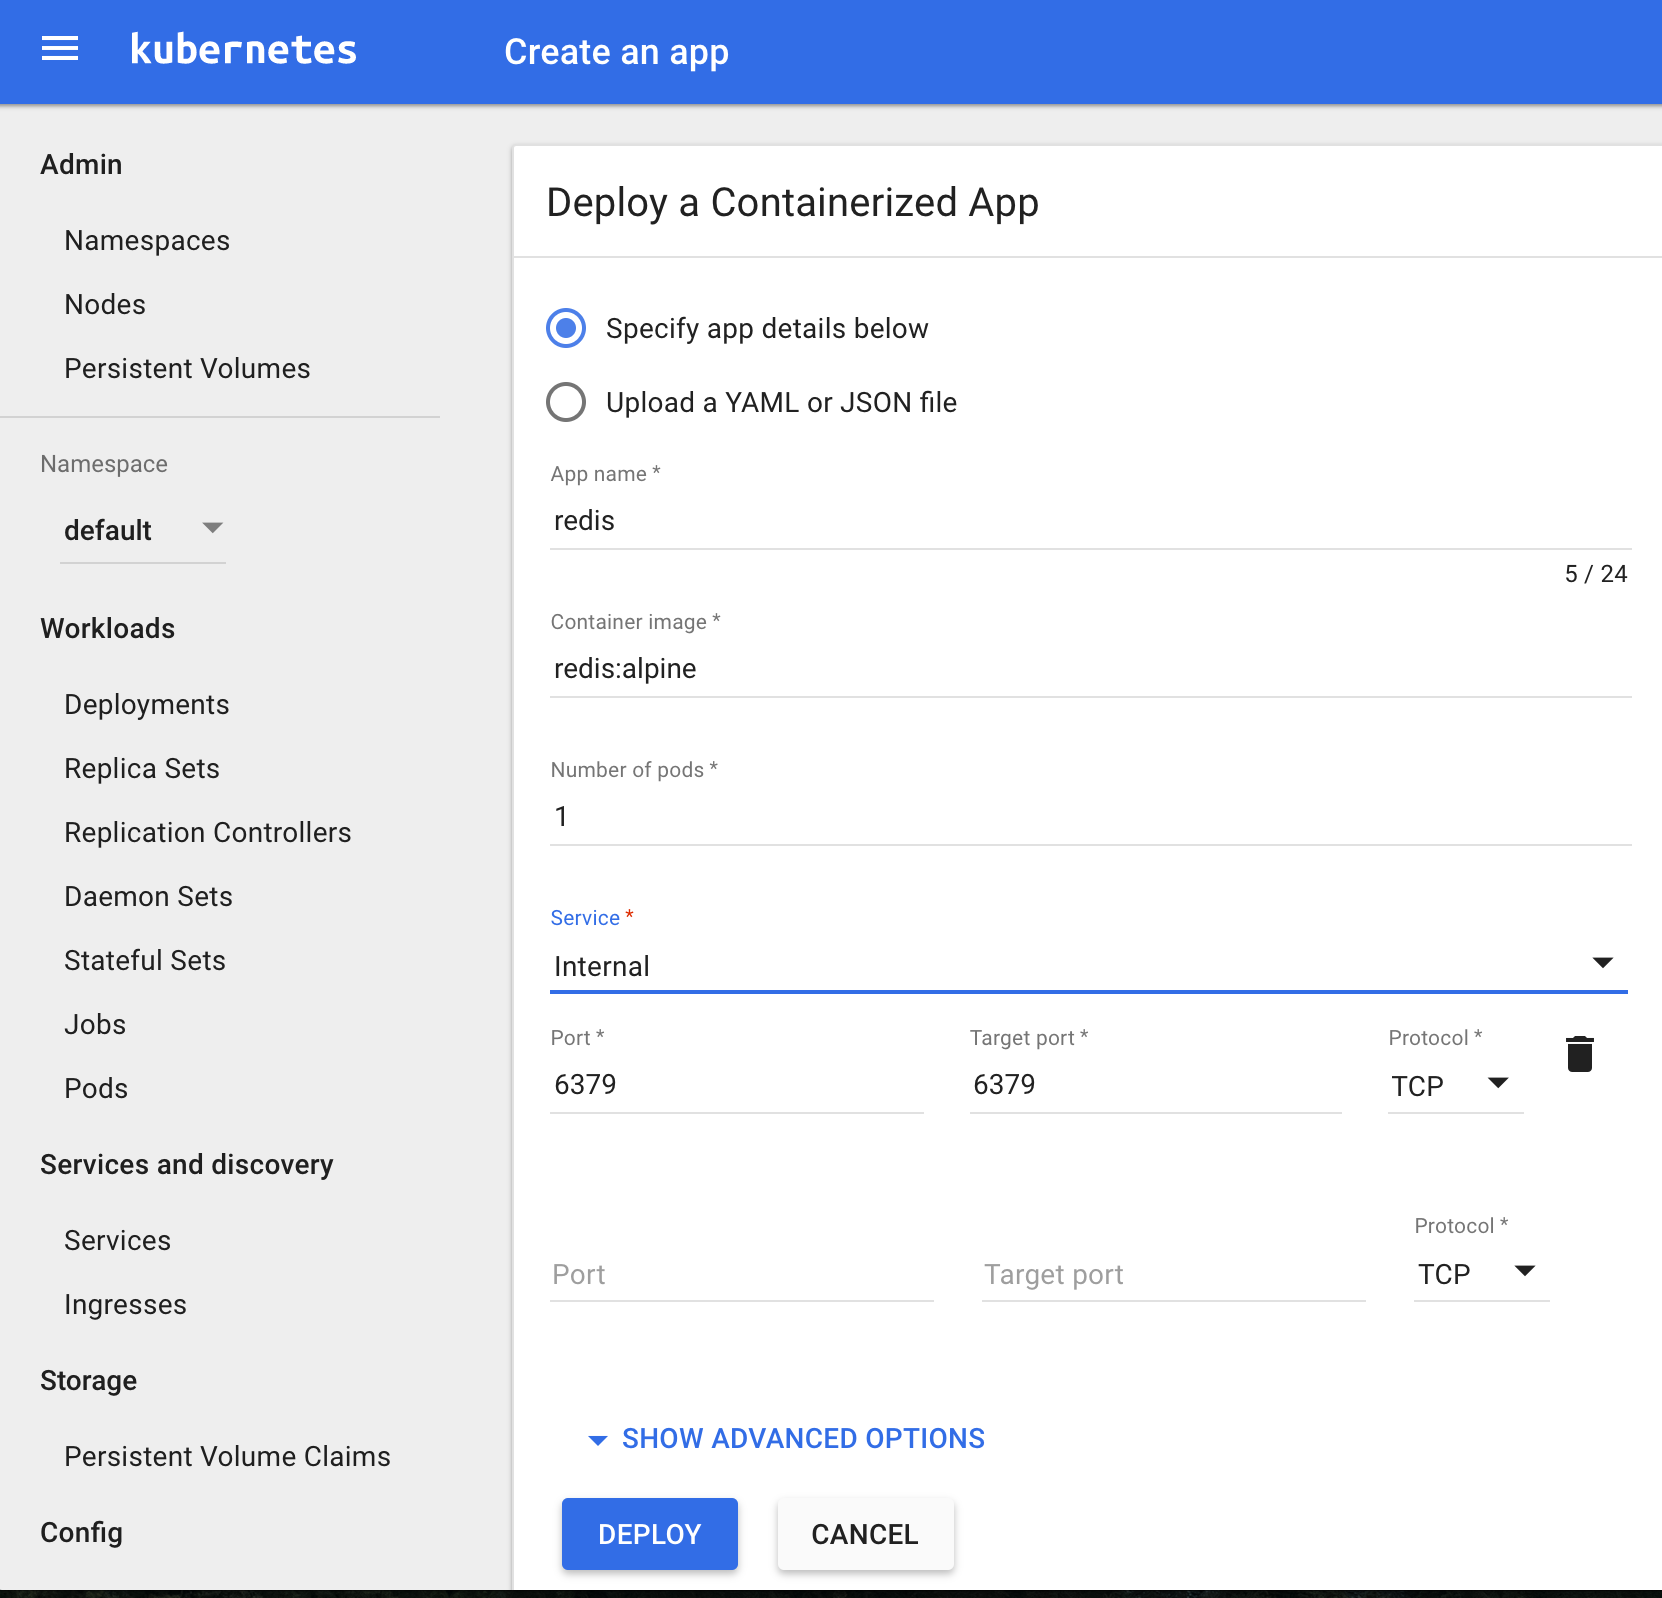 kubernetes
Create an app
Admin
Namespaces
Nodes
Persistent Volumes
Namespace
default
Workloads
Deployments
Replica Sets
Replication Controllers
Daemon Sets
Stateful Sets
Jobs
Pods
Services and discovery
Services
Ingresses
Storage
Persistent Volume Claims
Config
Deploy a Containerized App
Specify app details below
Upload a YAML or JSON file
App name *
redis
5 / 24
Container image *
redis:alpine
Number of pods *
1
Service *
Internal
Port * Target port * Protocol *
6379 6379 TCP
Protocol *
Port Target port TCP
SHOW ADVANCED OPTIONS
DEPLOY CANCEL